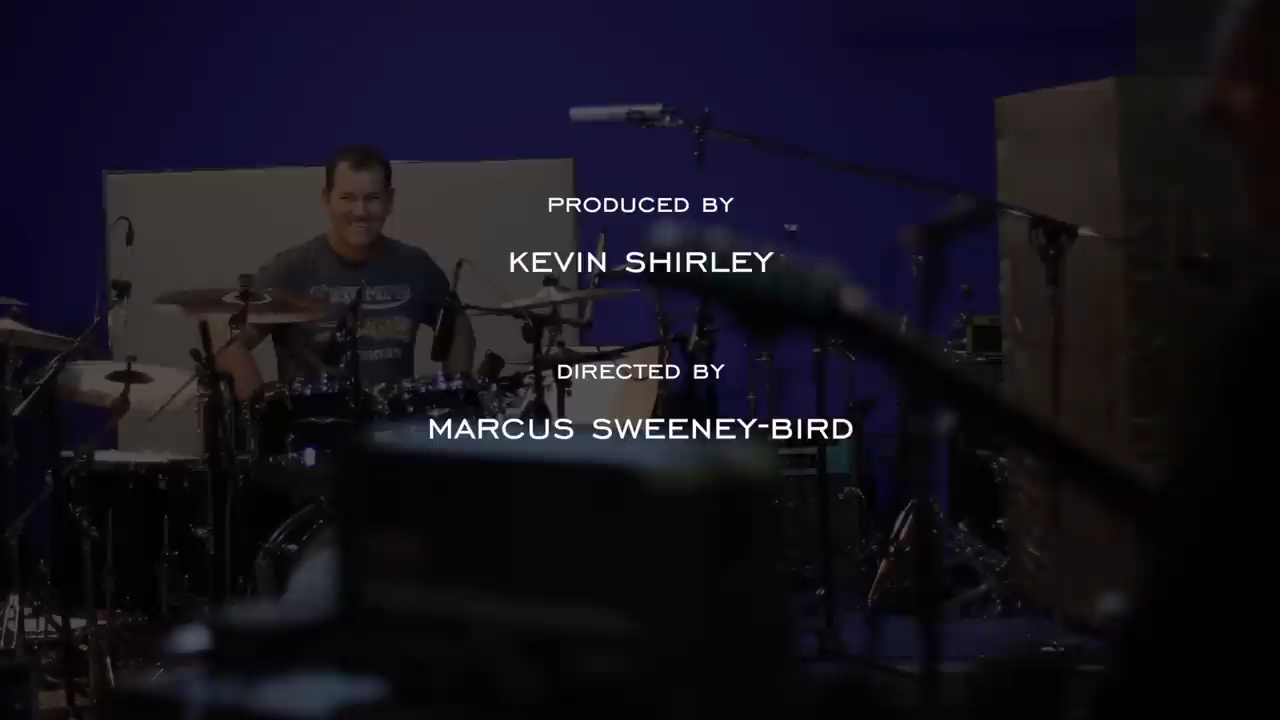 PRODUCED BY
KEVIN SHIRLEY
DIRECTED BY
MARCUS SWEENEY-BIRD